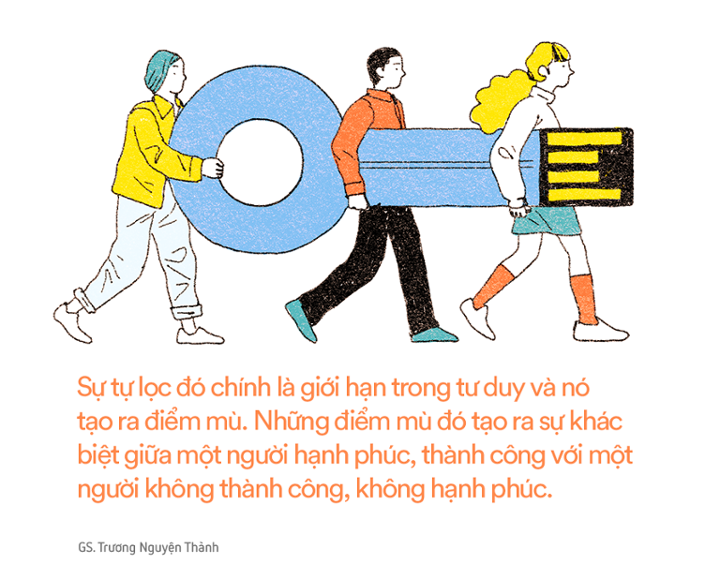 Sự tự lọc đó chính là giới hạn trong tư duy và nó
tạo ra điểm mù. Những điểm mù đó tạo ra sự khác
biệt giữa một người hạnh phúc, thành công với một
người không thành công, không hạnh phúc.
GS. Trương Nguyện Thành